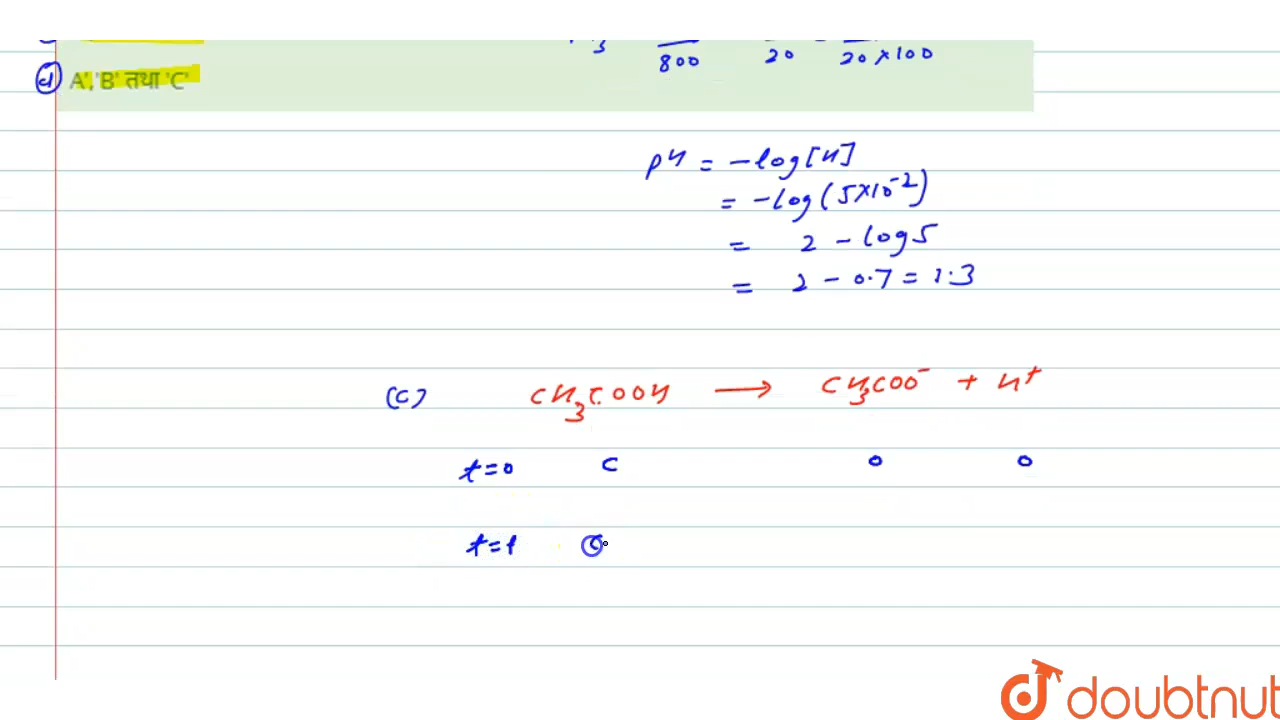 3 800 20 20×100
(d) A', 'B' तथा 'C'
pH = -log[H]
= -log(5×10⁻²)
= 2 - log5
= 2 - 0.7 = 1.3
(C) CH₃COOH → CH₃COO⁻ + H⁺
t=0 C 0 0
t=t C
doubtnut